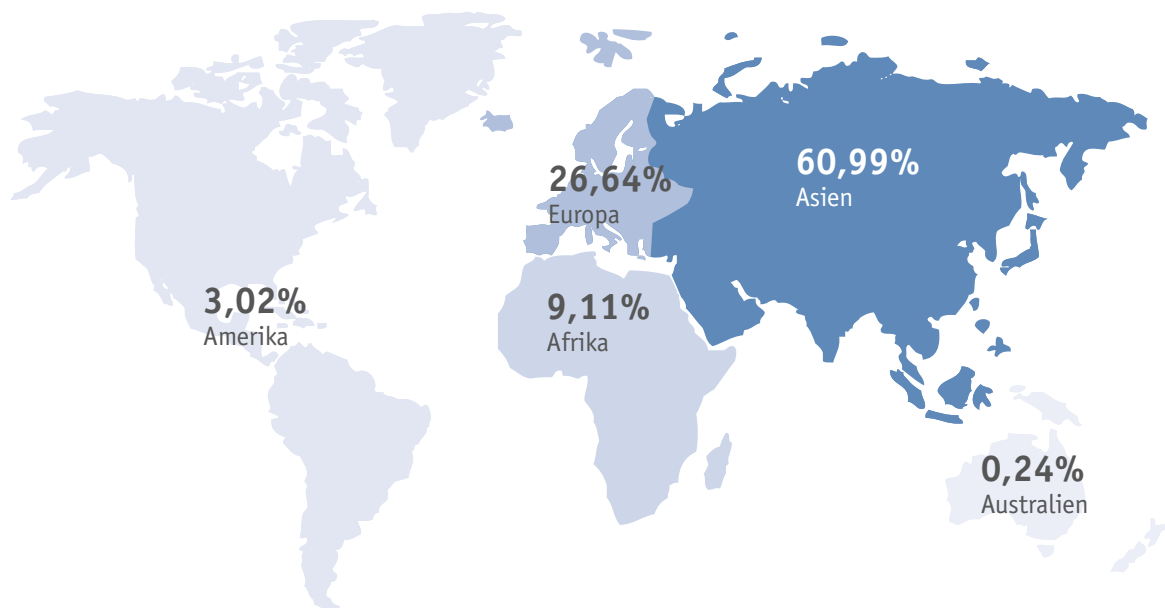 60,99%
Asien
26,64%
Europa
3,02%
Amerika
9,11%
Afrika
0,24%
Australien